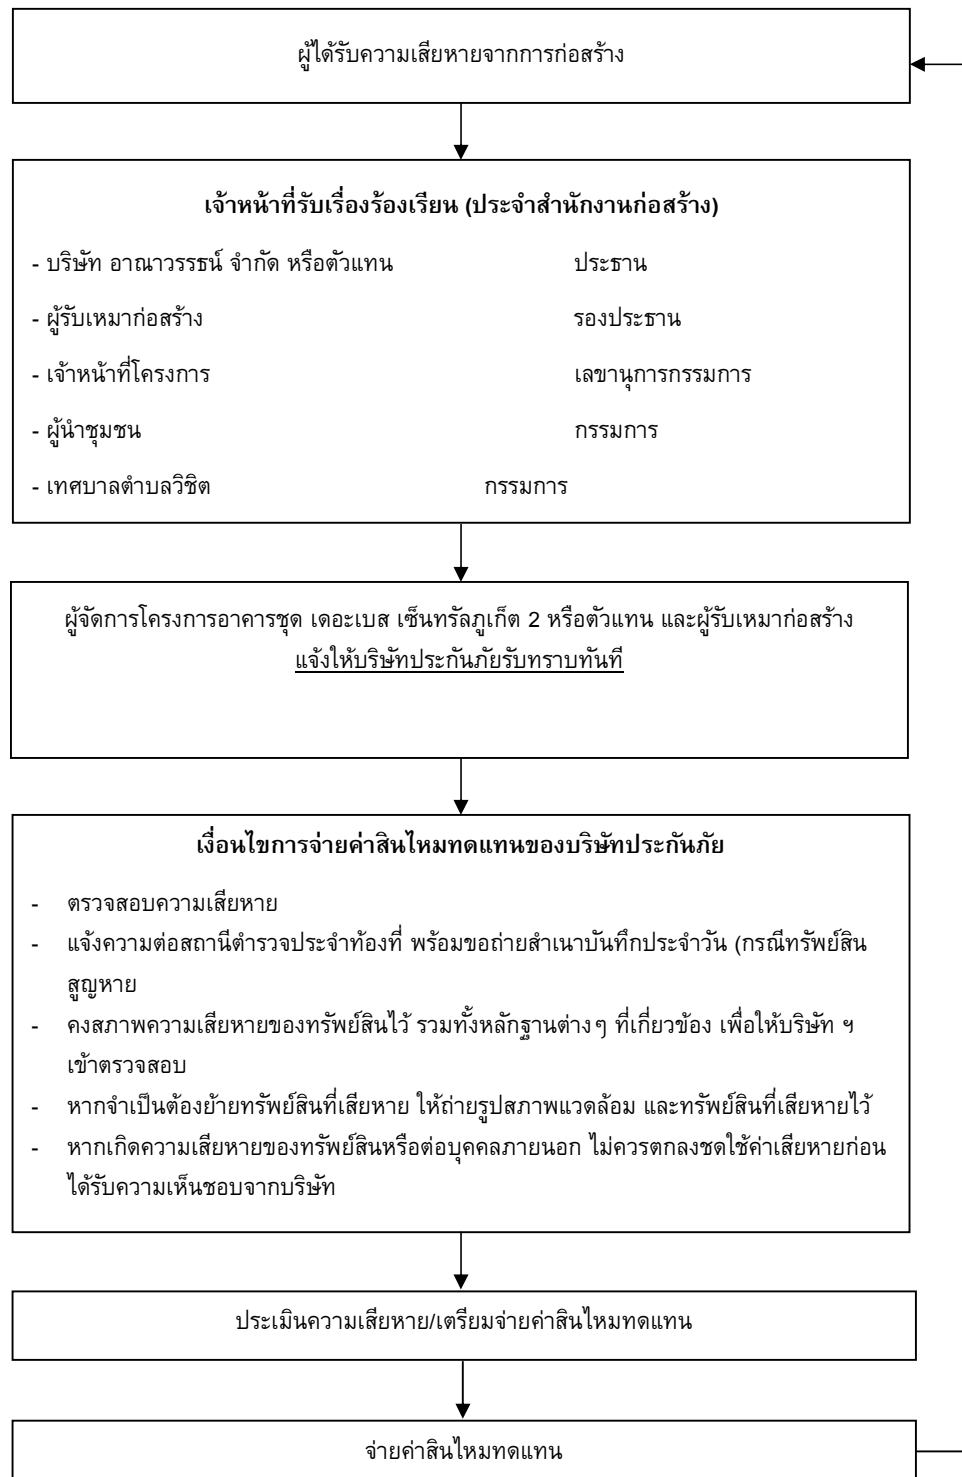 ผู้ได้รับความเสียหายจากการก่อสร้าง
เจ้าหน้าที่รับเรื่องร้องเรียน (ประจำสำนักงานก่อสร้าง)
- บริษัท อาณาวรรธน์ จำกัด หรือตัวแทน ประธาน
- ผู้รับเหมาก่อสร้าง รองประธาน
- เจ้าหน้าที่โครงการ เลขานุการกรรมการ
- ผู้นำชุมชน กรรมการ
- เทศบาลตำบลวิชิต กรรมการ
ผู้จัดการโครงการอาคารชุด เดอะเบส เซ็นทรัลภูเก็ต 2 หรือตัวแทน และผู้รับเหมาก่อสร้าง
แจ้งให้บริษัทประกันภัยรับทราบทันที
เงื่อนไขการจ่ายค่าสินไหมทดแทนของบริษัทประกันภัย
- ตรวจสอบความเสียหาย
- แจ้งความต่อสถานีตำรวจประจำท้องที่ พร้อมขอถ่ายสำเนาบันทึกประจำวัน (กรณีทรัพย์สิน
สูญหาย
- คงสภาพความเสียหายของทรัพย์สินไว้ รวมทั้งหลักฐานต่างๆ ที่เกี่ยวข้อง เพื่อให้บริษัท ฯ
เข้าตรวจสอบ
- หากจำเป็นต้องย้ายทรัพย์สินที่เสียหาย ให้ถ่ายรูปสภาพแวดล้อม และทรัพย์สินที่เสียหายไว้
- หากเกิดความเสียหายของทรัพย์สินหรือต่อบุคคลภายนอก ไม่ควรตกลงชดใช้ค่าเสียหายก่อน
ได้รับความเห็นชอบจากบริษัท
ประเมินความเสียหาย/เตรียมจ่ายค่าสินไหมทดแทน
จ่ายค่าสินไหมทดแทน